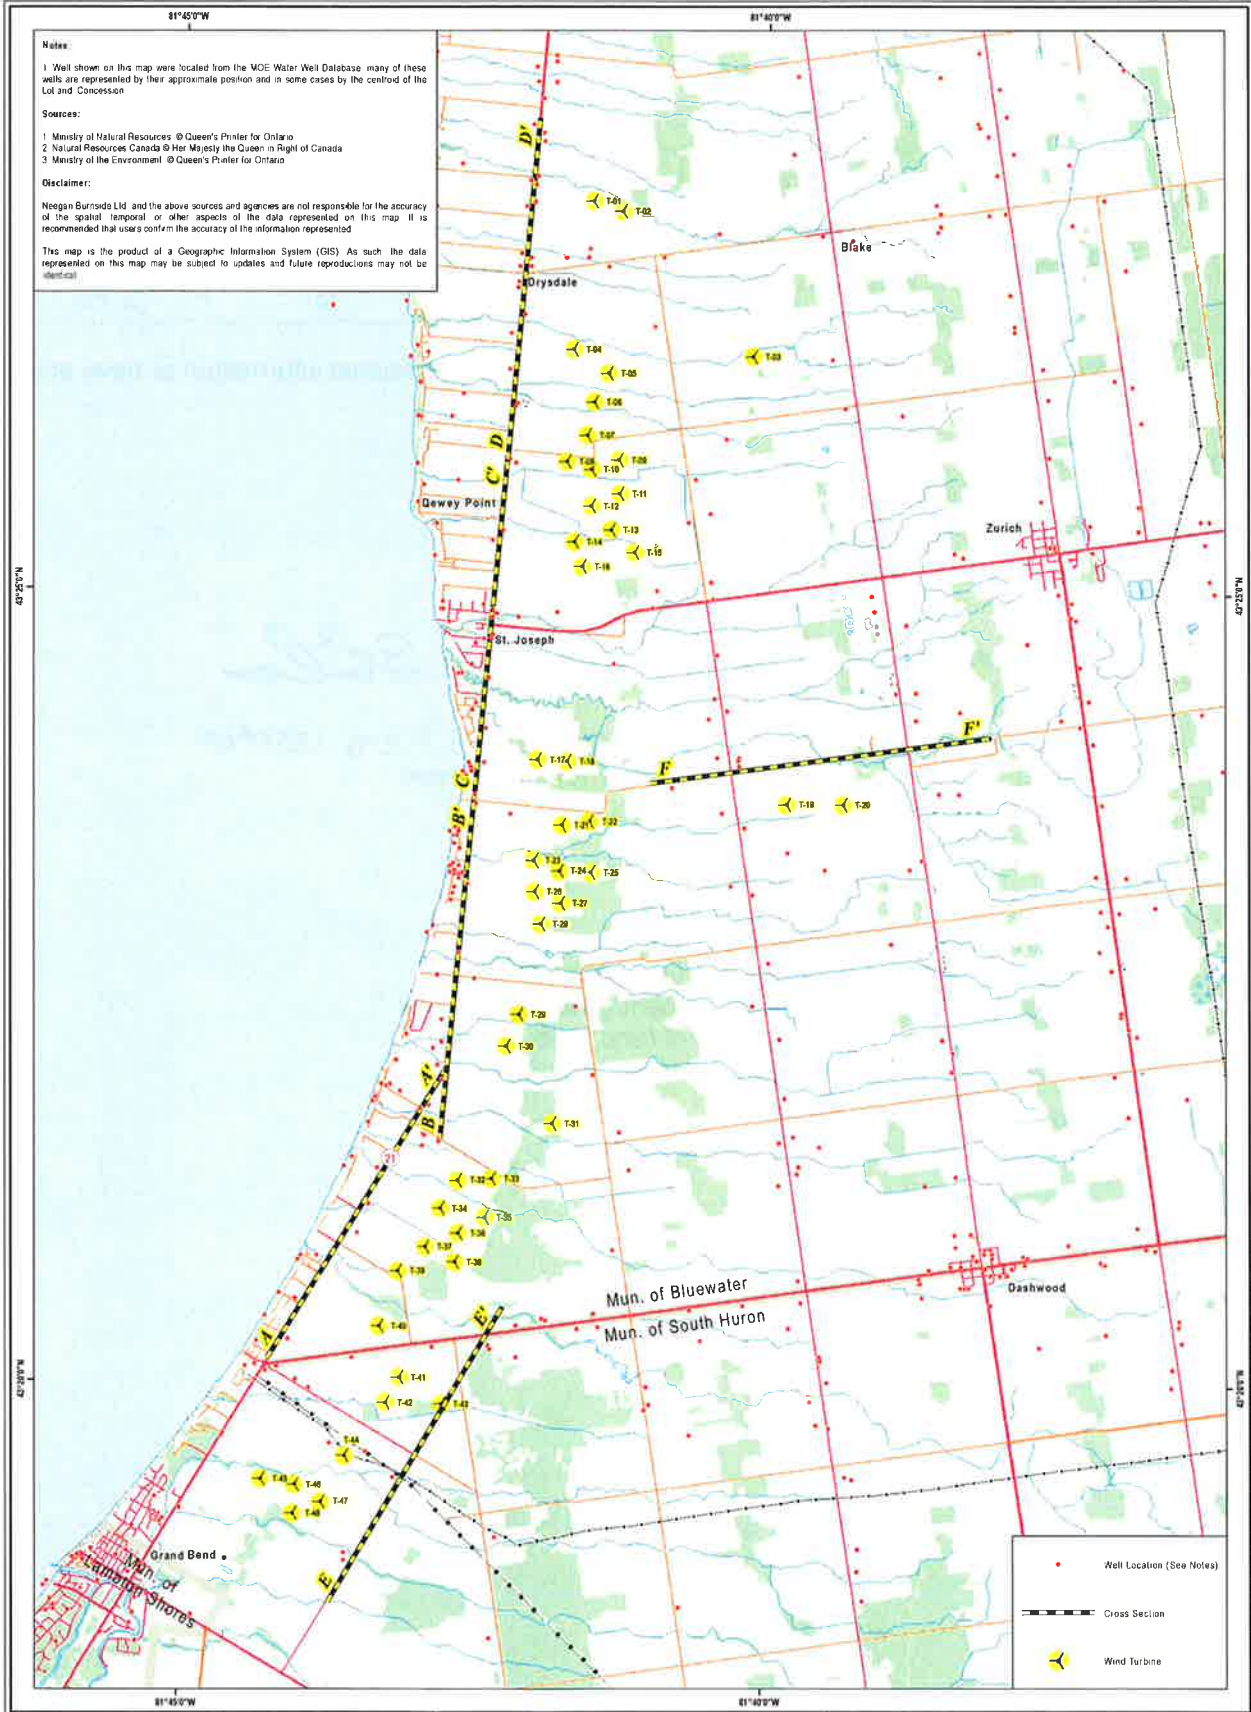 81°45'0"W
81°40'0"W
Notes:
1 Well shown on this map were located from the MOE Water Well Database many of these
wells are represented by their approximate position and in some cases by the centroid of the
Lot and Concession
Sources:
1 Ministry of Natural Resources © Queen's Printer for Ontario
2 Natural Resources Canada © Her Majesty the Queen in Right of Canada
3 Ministry of the Environment © Queen's Printer for Ontario
Disclaimer:
Neegan Burnside Ltd and the above sources and agencies are not responsible for the accuracy
of the spatial temporal or other aspects of the data represented on this map It is
recommended that users confirm the accuracy of the information represented
This map is the product of a Geographic Information System (GIS) As such the data
represented on this map may be subject to updates and future reproductions may not be
identical
D'
T-01
T-02
Blake
Drysdale
T-04
T-03
T-05
T-06
T-07
D
T-09
T-10
C'
T-11
Dewey Point
T-12
T-13
Zurich
T-14
T-15
T-16
43°25'0"N
43°25'0"N
St. Joseph
F'
T-17
T-18
F
C
T-19
T-20
B'
T-21
T-22
T-23
T-24
T-25
T-26
T-27
T-28
T-29
T-30
A'
B
T-31
21
T-32
T-33
T-34
T-35
T-36
T-37
T-38
T-39
Mun. of Bluewater
Dashwood
E'
Mun. of South Huron
T-40
A
T-41
T-42
T-43
T-44
T-45
T-46
T-47
T-48
Grand Bend
Mun. of
Lambton Shores
E
Well Location (See Notes)
Cross Section
Wind Turbine
81°45'0"W
81°40'0"W